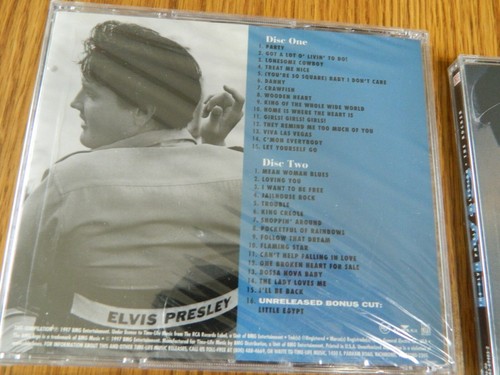 Disc One
1. PARTY
2. GOT A LOT O' LIVIN' TO DO!
3. LONESOME COWBOY
4. TREAT ME NICE
5. (YOU'RE SO SQUARE) BABY I DON'T CARE
6. DANNY
7. CRAWFISH
8. WOODEN HEART
9. KING OF THE WHOLE WIDE WORLD
10. HOME IS WHERE THE HEART IS
11. GIRLS! GIRLS! GIRLS!
12. THEY REMIND ME TOO MUCH OF YOU
13. VIVA LAS VEGAS
14. C'MON EVERYBODY
15. LET YOURSELF GO
Disc Two
1. MEAN WOMAN BLUES
2. LOVING YOU
3. I WANT TO BE FREE
4. JAILHOUSE ROCK
5. TROUBLE
6. KING CREOLE
7. SHOPPIN' AROUND
8. POCKETFUL OF RAINBOWS
9. FOLLOW THAT DREAM
10. FLAMING STAR
11. CAN'T HELP FALLING IN LOVE
12. ONE BROKEN HEART FOR SALE
13. BOSSA NOVA BABY
14. THE LADY LOVES ME
15. I'LL BE BACK
16. UNRELEASED BONUS CUT:
LITTLE EGYPT
ELVIS PRESLEY
1997 BMG Entertainment.